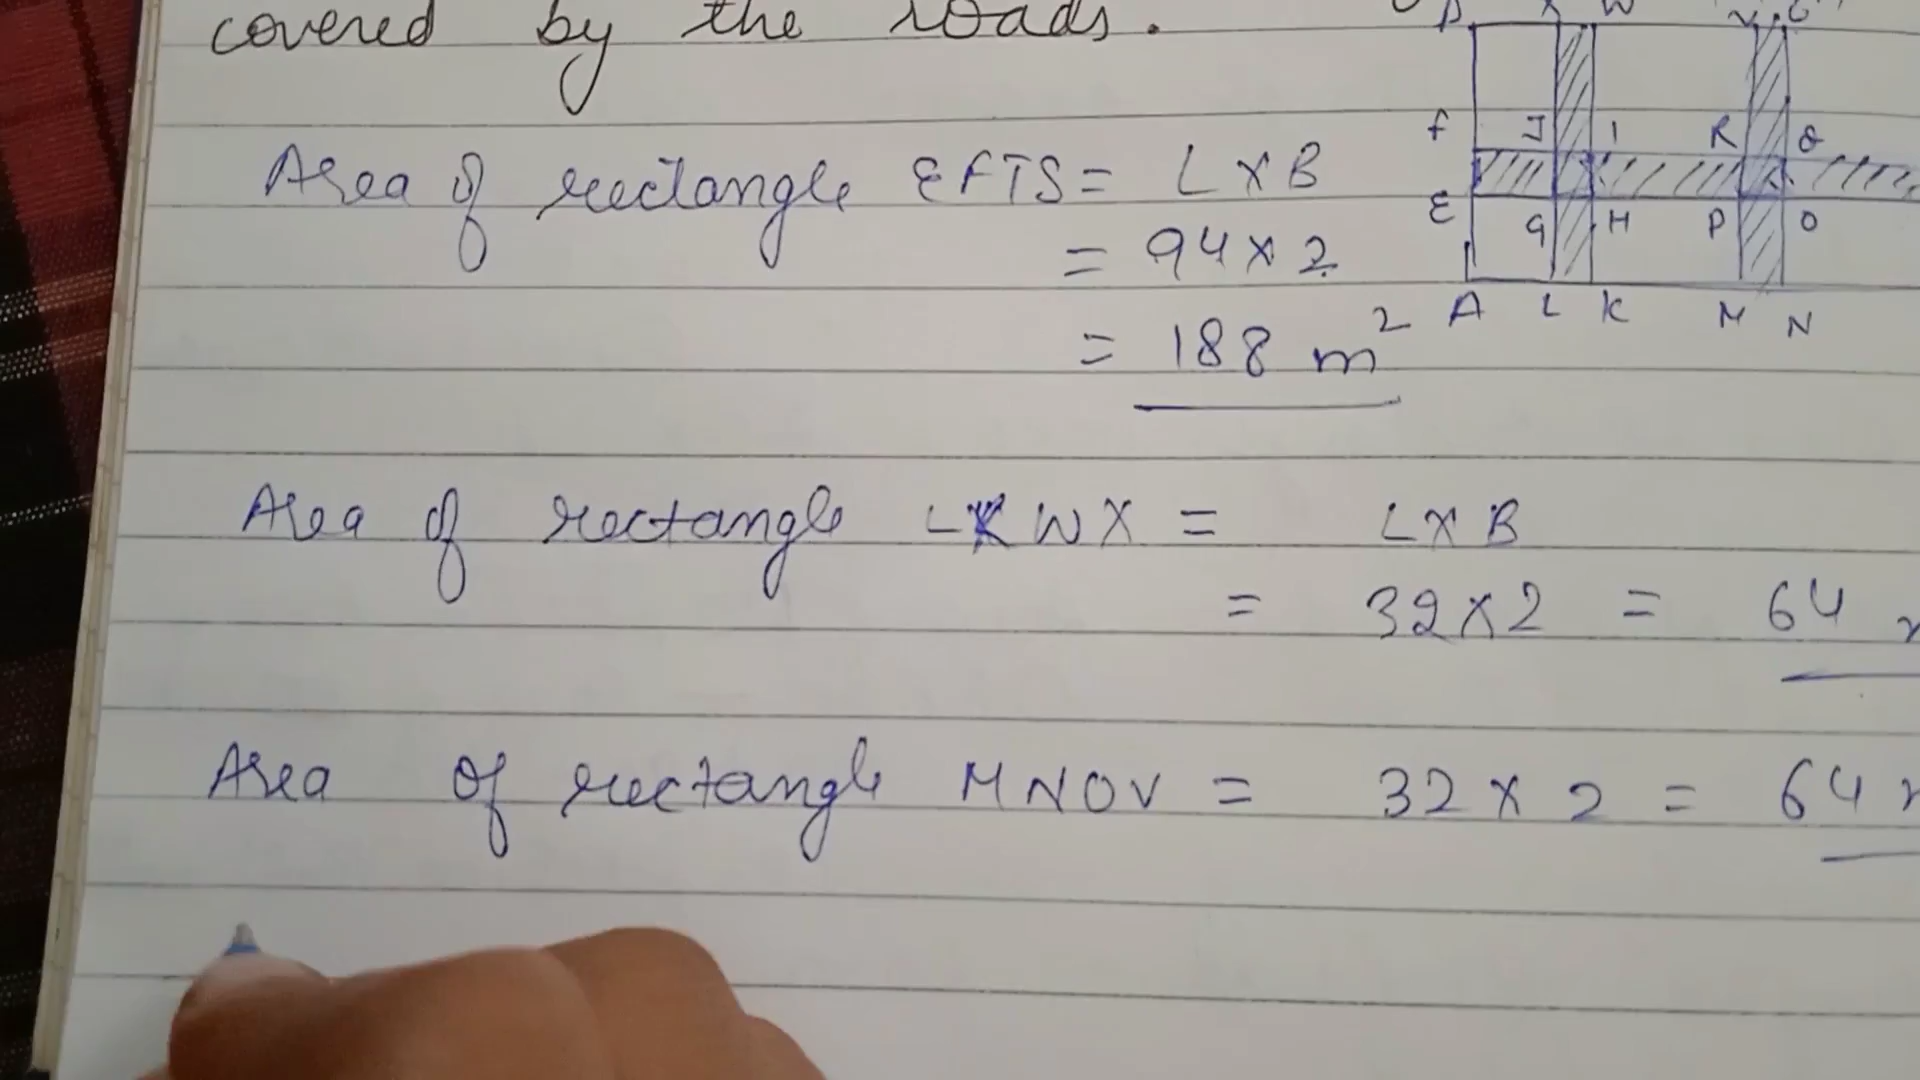 covered by the roads.
Area of rectangle EFTS = L X B
= 94 x 2
= 188 m²
Area of rectangle LKWX = L X B
= 32 x 2 = 64
Area of rectangle MNOV = 32 x 2 = 64
X W
F J I R Q
E G H P O
A L K M N